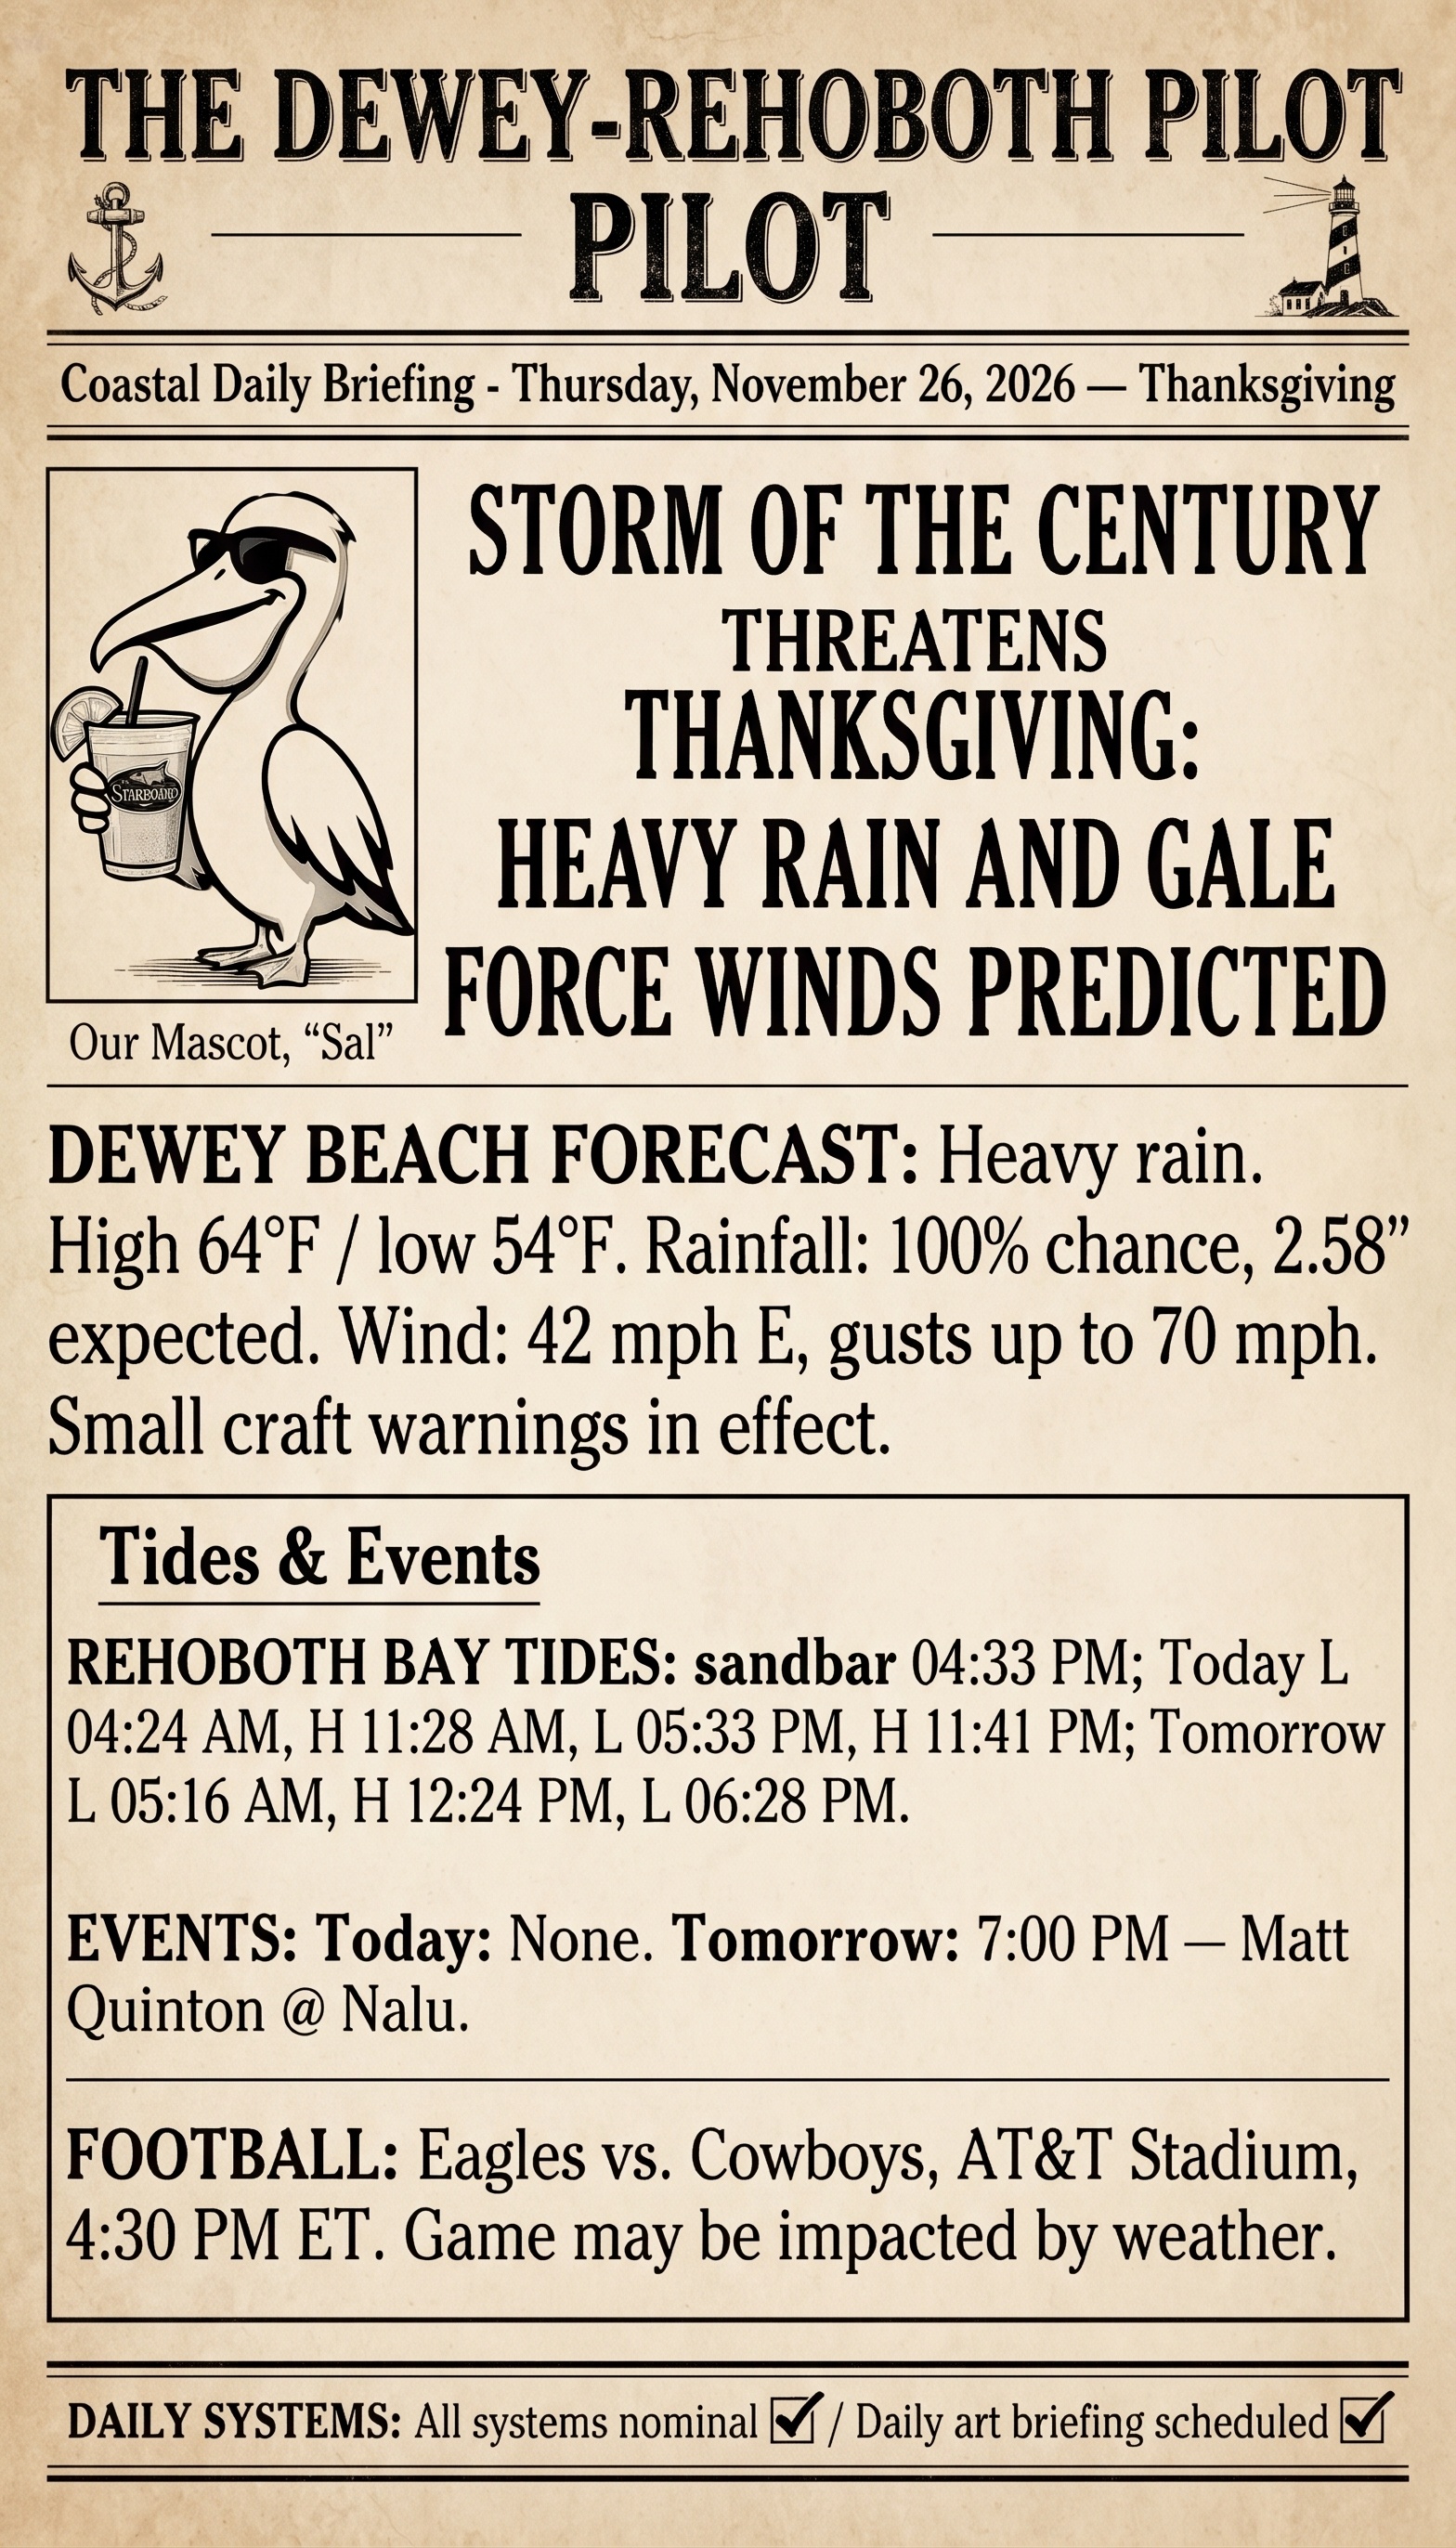 THE DEWEY-REHOBOTH PILOT
PILOT
Coastal Daily Briefing - Thursday, November 26, 2026 — Thanksgiving
STORM OF THE CENTURY
THREATENS
THANKSGIVING:
HEAVY RAIN AND GALE
FORCE WINDS PREDICTED
STARBOARD
Our Mascot, “Sal”
DEWEY BEACH FORECAST: Heavy rain.
High 64°F / low 54°F. Rainfall: 100% chance, 2.58”
expected. Wind: 42 mph E, gusts up to 70 mph.
Small craft warnings in effect.
Tides & Events
REHOBOTH BAY TIDES: sandbar 04:33 PM; Today L
04:24 AM, H 11:28 AM, L 05:33 PM, H 11:41 PM; Tomorrow
L 05:16 AM, H 12:24 PM, L 06:28 PM.
EVENTS: Today: None. Tomorrow: 7:00 PM — Matt
Quinton @ Nalu.
FOOTBALL: Eagles vs. Cowboys, AT&T Stadium,
4:30 PM ET. Game may be impacted by weather.
DAILY SYSTEMS: All systems nominal ☑ / Daily art briefing scheduled ☑